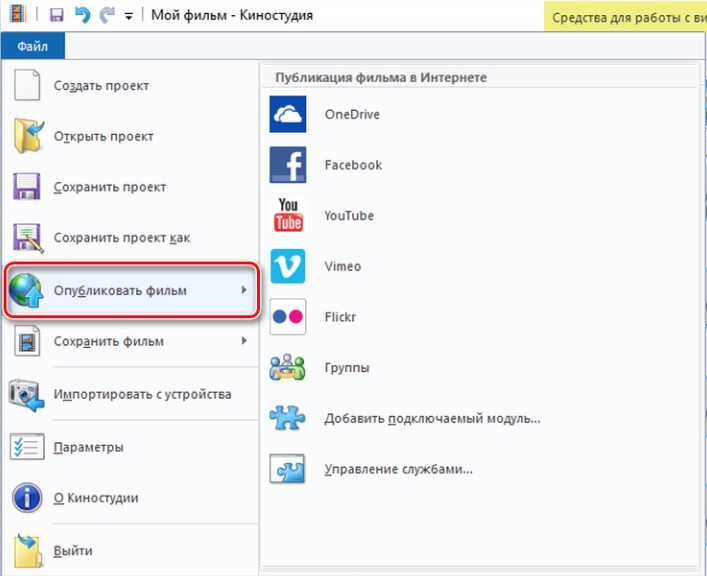 Мой фильм - Киностудия
Средства для работы с ви
Файл
Создать проект
Открыть проект
Сохранить проект
Сохранить проект как
Опубликовать фильм
Сохранить фильм
Импортировать с устройства
Параметры
О Киностудии
Выйти
Публикация фильма в Интернете
OneDrive
Facebook
You
Tube
YouTube
Vimeo
Flickr
Группы
Добавить подключаемый модуль...
Управление службами...